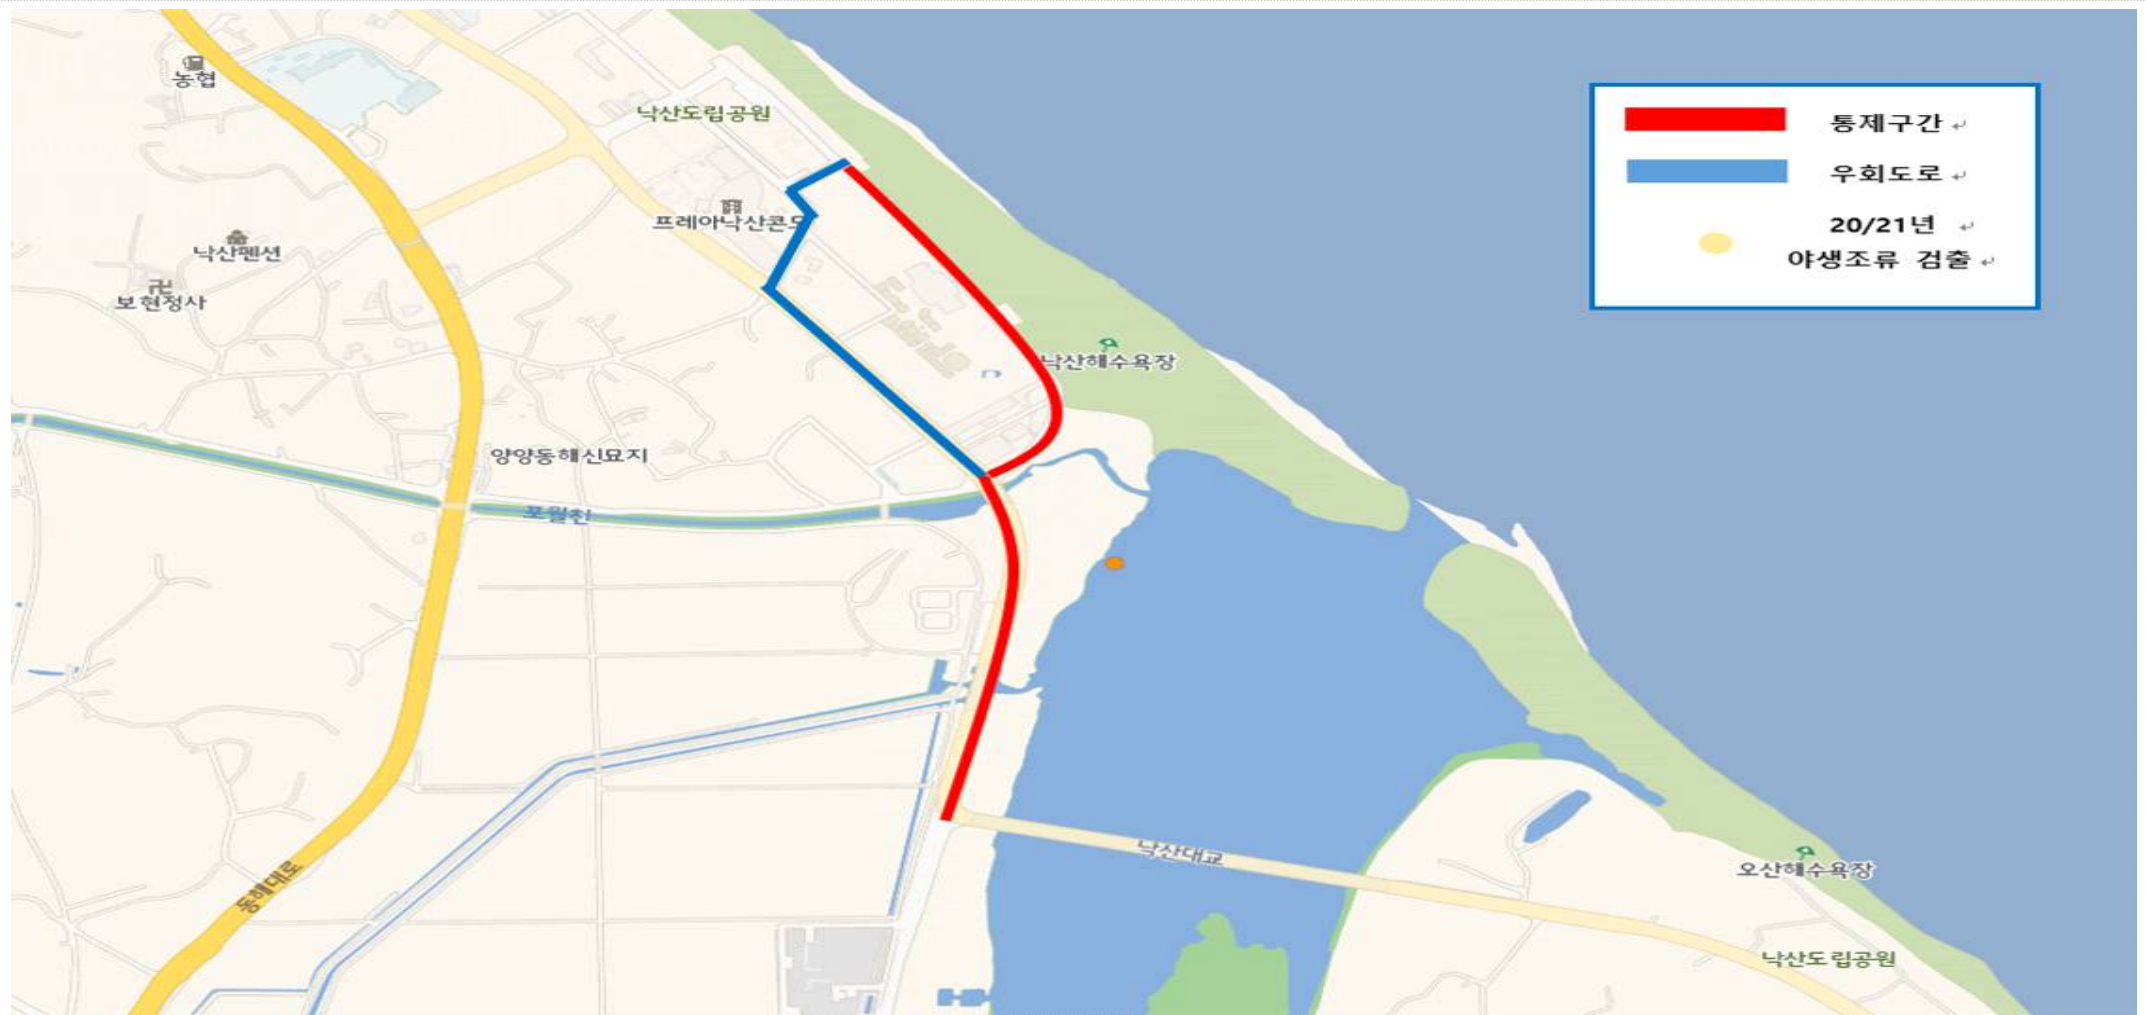 농협
낙산도립공원
통제구간
우회도로
20/21년
야생조류 검출
프레아낙산콘도
낙산펜션
보현정사
낙산해수욕장
양양동해신묘지
포월천
낙산대교
동해대로
오산해수욕장
낙산도립공원